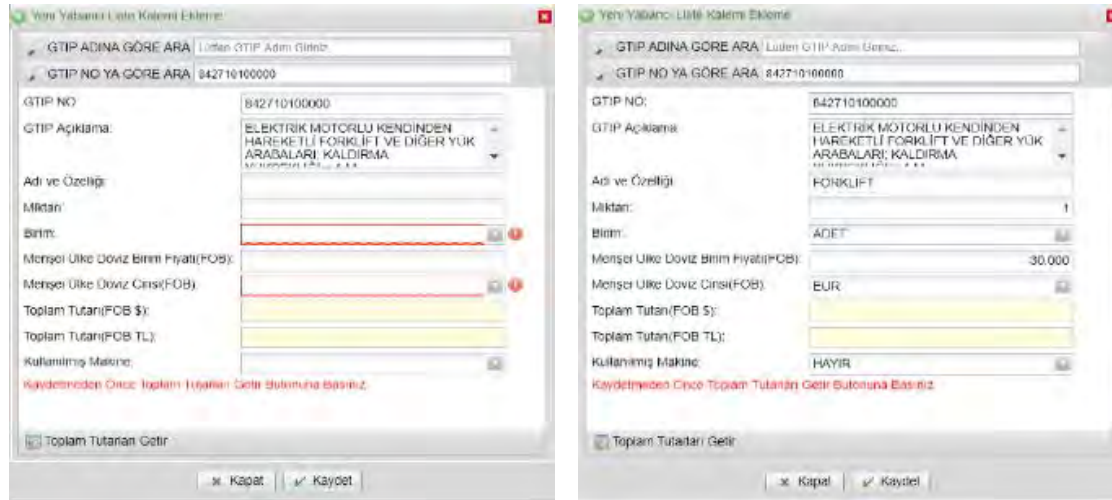 Yeni Yabancı Liste Kalemi Ekleme
GTIP ADINA GÖRE ARA Lütfen GTIP Adını Giriniz...
GTIP NO YA GÖRE ARA 842710100000
GTIP NO: 842710100000
GTIP Açıklama: ELEKTRİK MOTORLU KENDİNDEN
HAREKETLİ FORKLİFT VE DİĞER YÜK
ARABALARI; KALDIRMA
Adı ve Özelliği:
Miktarı:
Birim:
Menşei Ülke Döviz Birim Fiyatı(FOB):
Menşei Ülke Döviz Cinsi(FOB):
Toplam Tutarı(FOB $):
Toplam Tutarı(FOB TL):
Kullanılmış Makine:
Kaydetmeden Önce Toplam Tutarları Getir Butonuna Basınız.
Toplam Tutarları Getir
Kapat Kaydet
Yeni Yabancı Liste Kalemi Ekleme
GTIP ADINA GÖRE ARA Lütfen GTIP Adını Giriniz...
GTIP NO YA GÖRE ARA 842710100000
GTIP NO: 842710100000
GTIP Açıklama: ELEKTRİK MOTORLU KENDİNDEN
HAREKETLİ FORKLİFT VE DİĞER YÜK
ARABALARI; KALDIRMA
Adı ve Özelliği: FORKLİFT
Miktarı: 1
Birim: ADET
Menşei Ülke Döviz Birim Fiyatı(FOB): 30.000
Menşei Ülke Döviz Cinsi(FOB): EUR
Toplam Tutarı(FOB $):
Toplam Tutarı(FOB TL):
Kullanılmış Makine: HAYIR
Kaydetmeden Önce Toplam Tutarları Getir Butonuna Basınız.
Toplam Tutarları Getir
Kapat Kaydet